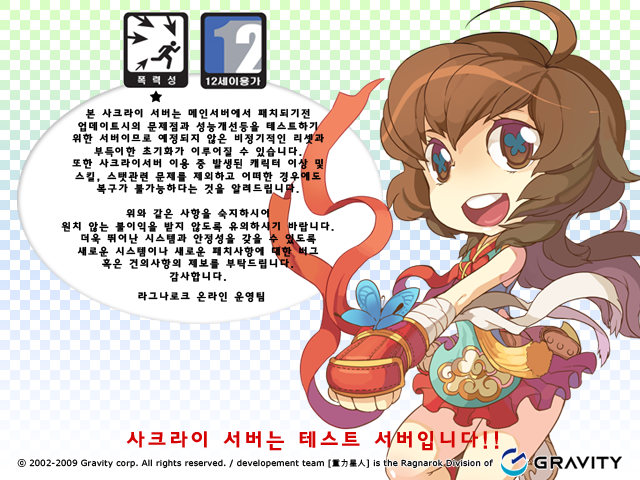 폭력성
12세이용가
본 사크라이 서버는 메인서버에서 패치되기전
업데이트시의 문제점과 성능개선등을 테스트하기
위한 서버이므로 예정되지 않은 비정기적인 리셋과
부득이한 초기화가 이루어질 수 있습니다.
또한 사크라이서버 이용 중 발생된 캐릭터 이상 및
스킬, 스탯관련 문제를 제외하고 어떠한 경우에도
복구가 불가능하다는 것을 알려드립니다.
위와 같은 사항을 숙지하시어
원치 않는 불이익을 받지 않도록 유의하시기 바랍니다.
더욱 뛰어난 시스템과 안정성을 갖을 수 있도록
새로운 시스템이나 새로운 패치사항에 대한 버그
혹은 건의사항의 제보를 부탁드립니다.
감사합니다.
라그나로크 온라인 운영팀
사크라이 서버는 테스트 서버입니다!!
© 2002-2009 Gravity corp. All rights reserved. / developement team [重力星人] is the Ragnarok Division of GRAVITY